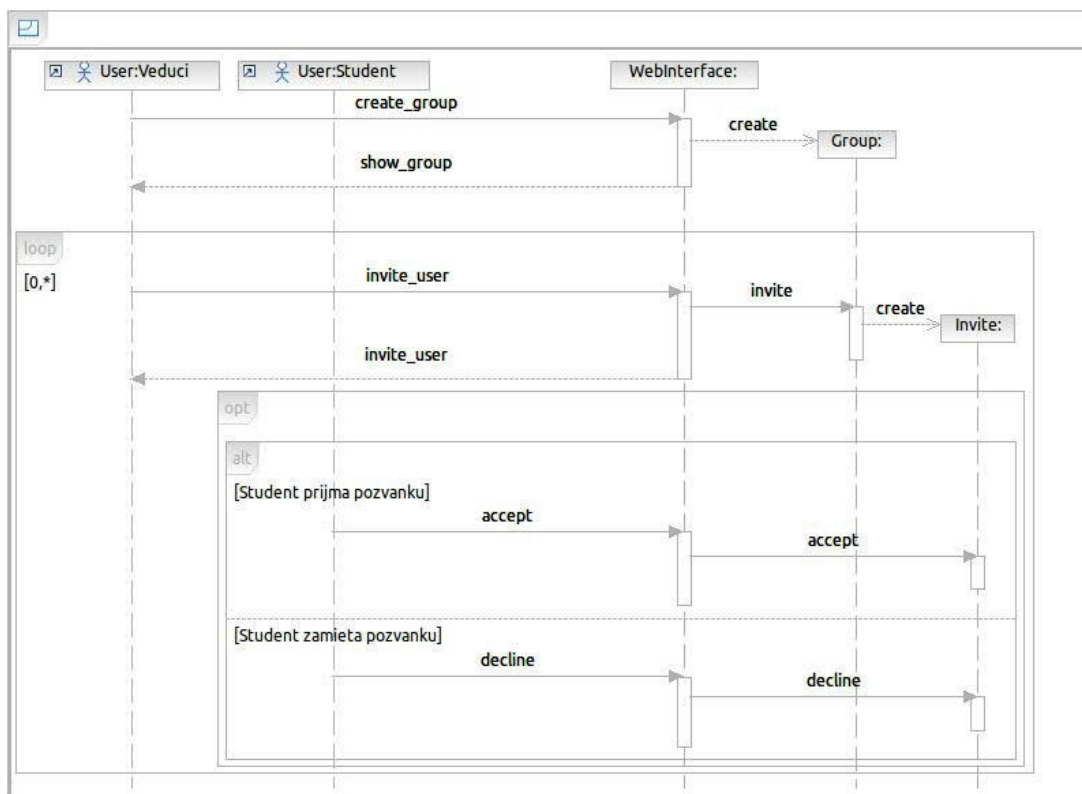 User:Veduci
User:Student
WebInterface:
create_group
create
Group:
show_group
loop
[0,*]
invite_user
invite
create
Invite:
invite_user
opt
alt
[Student prijma pozvanku]
accept
accept
[Student zamieta pozvanku]
decline
decline